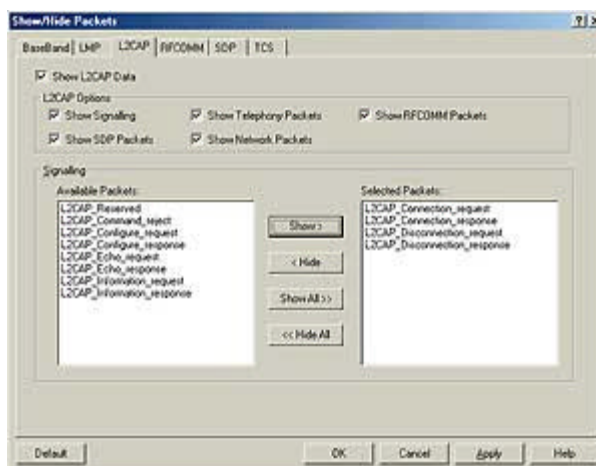 Show/Hide Packets
BaseBand LMP L2CAP RFCOMM SDP TCS
Show L2CAP Data
L2CAP Options
Show Signalling Show Telephony Packets Show RFCOMM Packets
Show SDP Packets Show Network Packets
Signalling
Available Packets: Selected Packets:
L2CAP_Reserved L2CAP_Connection_request
L2CAP_Command_reject L2CAP_Connection_response
L2CAP_Configure_request L2CAP_Disconnection_request
L2CAP_Configure_response L2CAP_Disconnection_response
L2CAP_Echo_request
L2CAP_Echo_response
L2CAP_Information_request
L2CAP_Information_response
Show >
< Hide
Show All >>
<< Hide All
Default OK Cancel Apply Help